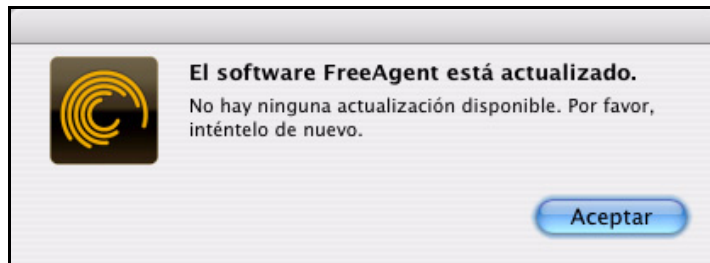 El software FreeAgent está actualizado.
No hay ninguna actualización disponible. Por favor,
inténtelo de nuevo.
Aceptar